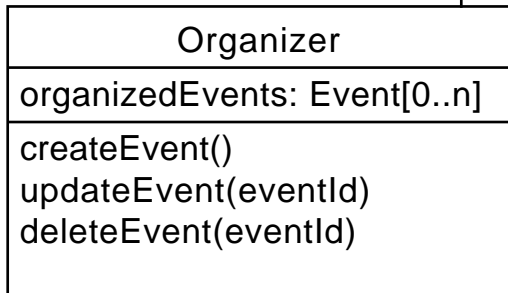 Organizer
organizedEvents: Event[0..n]
createEvent()
updateEvent(eventId)
deleteEvent(eventId)